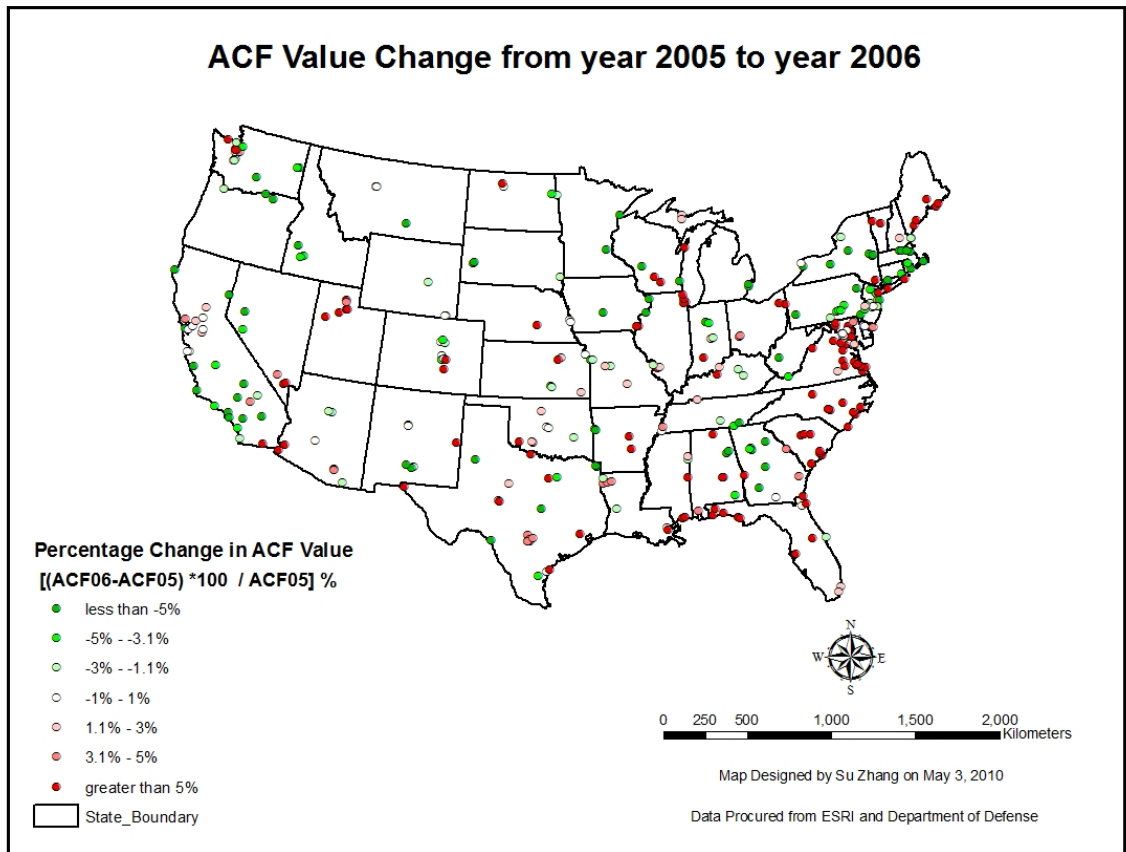 ACF Value Change from year 2005 to year 2006
Percentage Change in ACF Value
[(ACF06-ACF05) *100 / ACF05] %
less than -5%
-5% - -3.1%
-3% - -1.1%
-1% - 1%
1.1% - 3%
3.1% - 5%
greater than 5%
State_Boundary
N
W E
S
0 250 500 1,000 1,500 2,000
Kilometers
Map Designed by Su Zhang on May 3, 2010
Data Procured from ESRI and Department of Defense